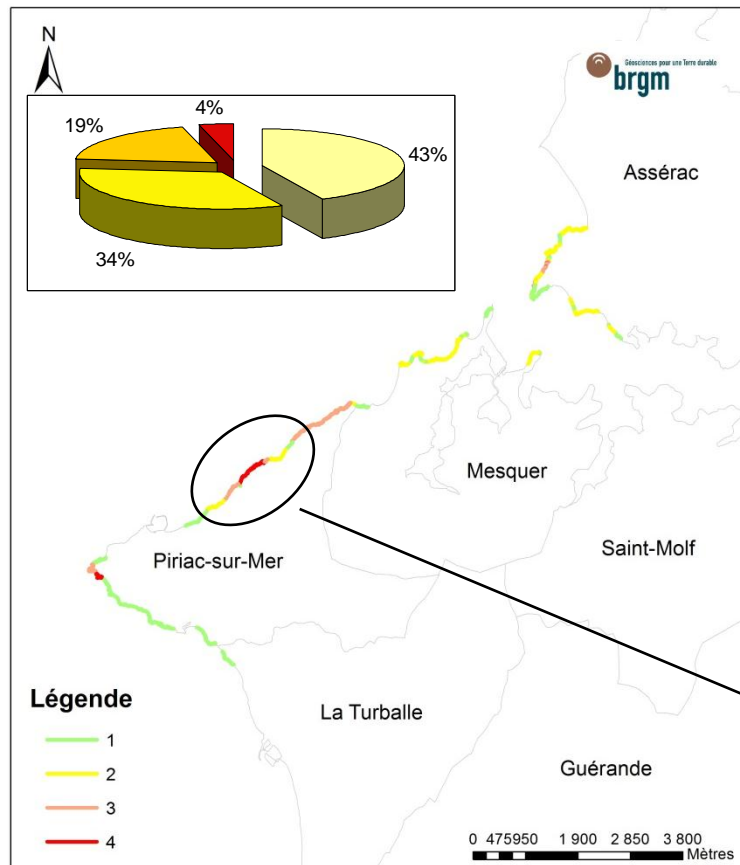 N
Géosciences pour une Terre durable
brgm
4%
19%
43%
34%
Assérac
Mesquer
Saint-Molf
Piriac-sur-Mer
La Turballe
Guérande
Légende
1
2
3
4
0 475950 1 900 2 850 3 800
Mètres